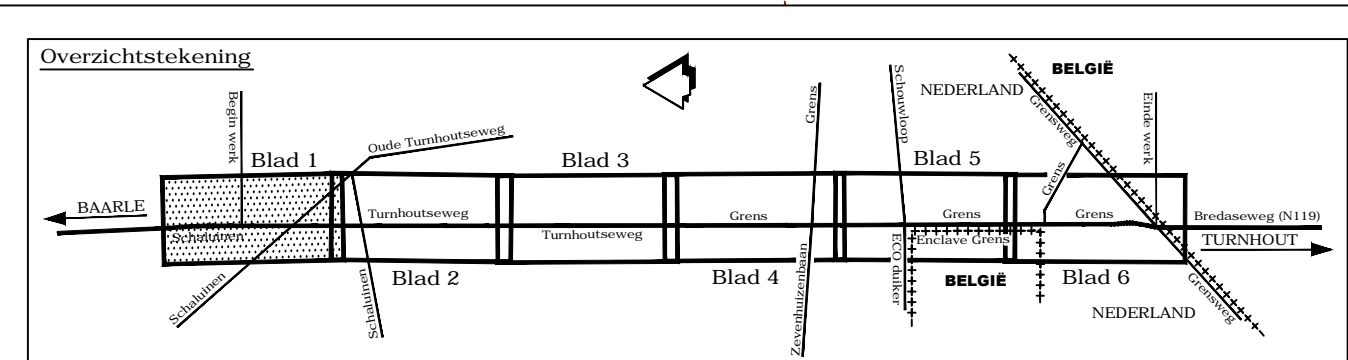 Overzichtstekening
Begin werk
Blad 1
Oude Turnhoutseweg
Blad 3
Grens
Schouwloop
NEDERLAND
Blad 5
BELGIË
Grensweg
Grens
Einde werk
BAARLE
Schaluinen
Turnhoutseweg
Turnhoutseweg
Grens
Grens
Enclave Grens
Grens
Bredaseweg (N119)
TURNHOUT
Schaluinen
Schaluinen
Blad 2
Blad 4
Zevenhuizenbaan
ECO duiker
BELGIË
Blad 6
Grensweg
NEDERLAND